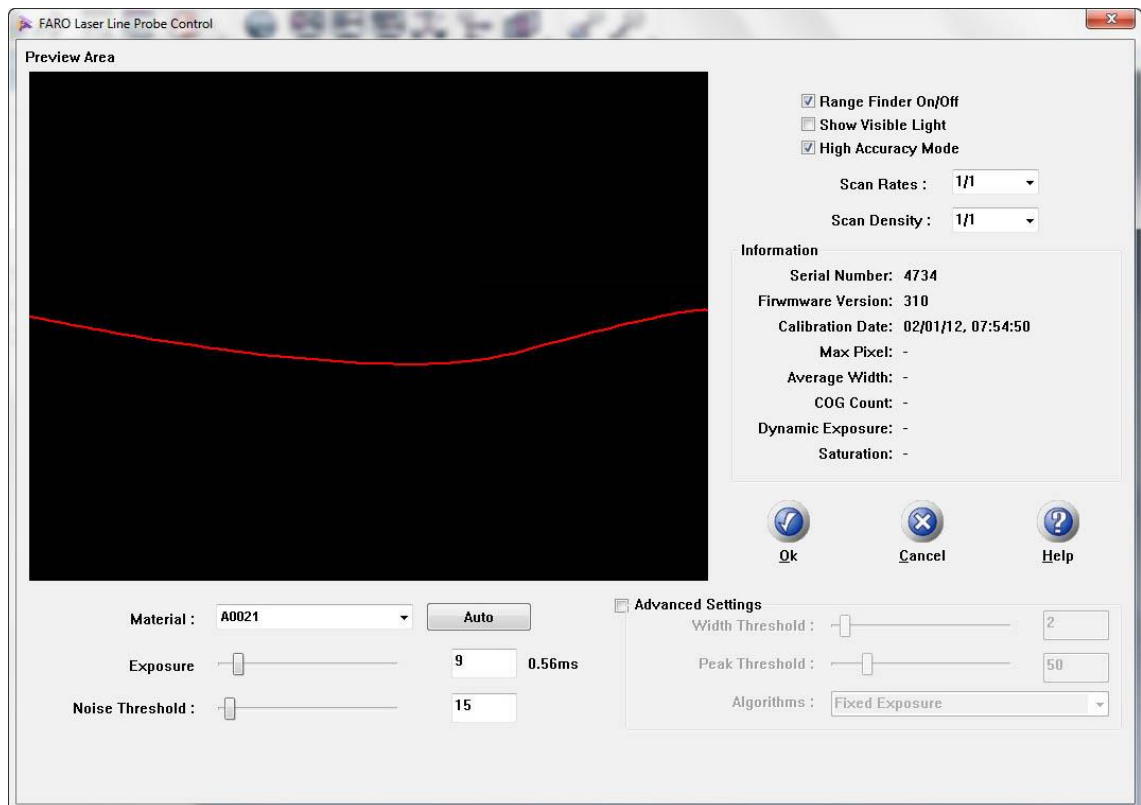 FARO Laser Line Probe Control
x
Preview Area
Range Finder On/Off
Show Visible Light
High Accuracy Mode
Scan Rates : 1/1
Scan Density : 1/1
Information
Serial Number: 4734
Firwmware Version: 310
Calibration Date: 02/01/12, 07:54:50
Max Pixel: -
Average Width: -
COG Count: -
Dynamic Exposure: -
Saturation: -
Ok Cancel Help
Material : A0021 Auto
Exposure 9 0.56ms
Noise Threshold : 15
Advanced Settings
Width Threshold : 2
Peak Threshold : 50
Algorithms : Fixed Exposure